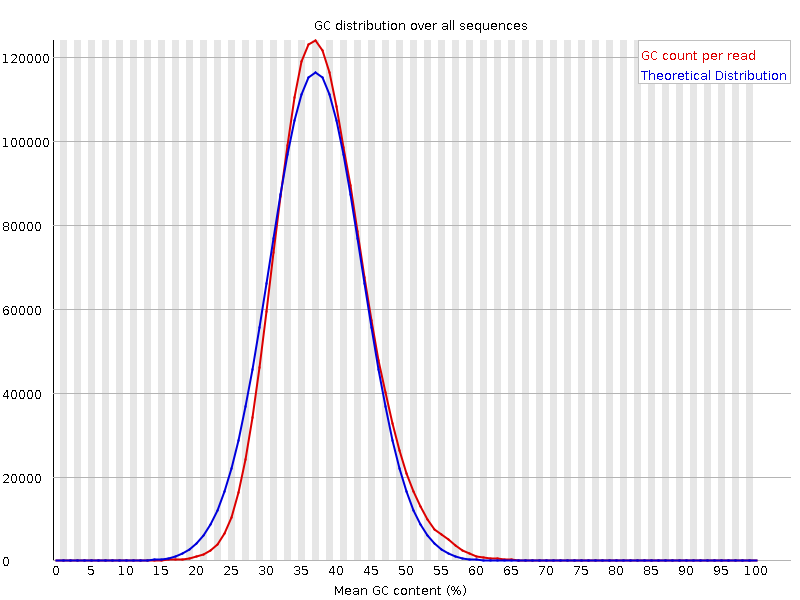 GC distribution over all sequences
GC count per read
Theoretical Distribution
120000
100000
80000
60000
40000
20000
0
0 5 10 15 20 25 30 35 40 45 50 55 60 65 70 75 80 85 90 95 100
Mean GC content (%)